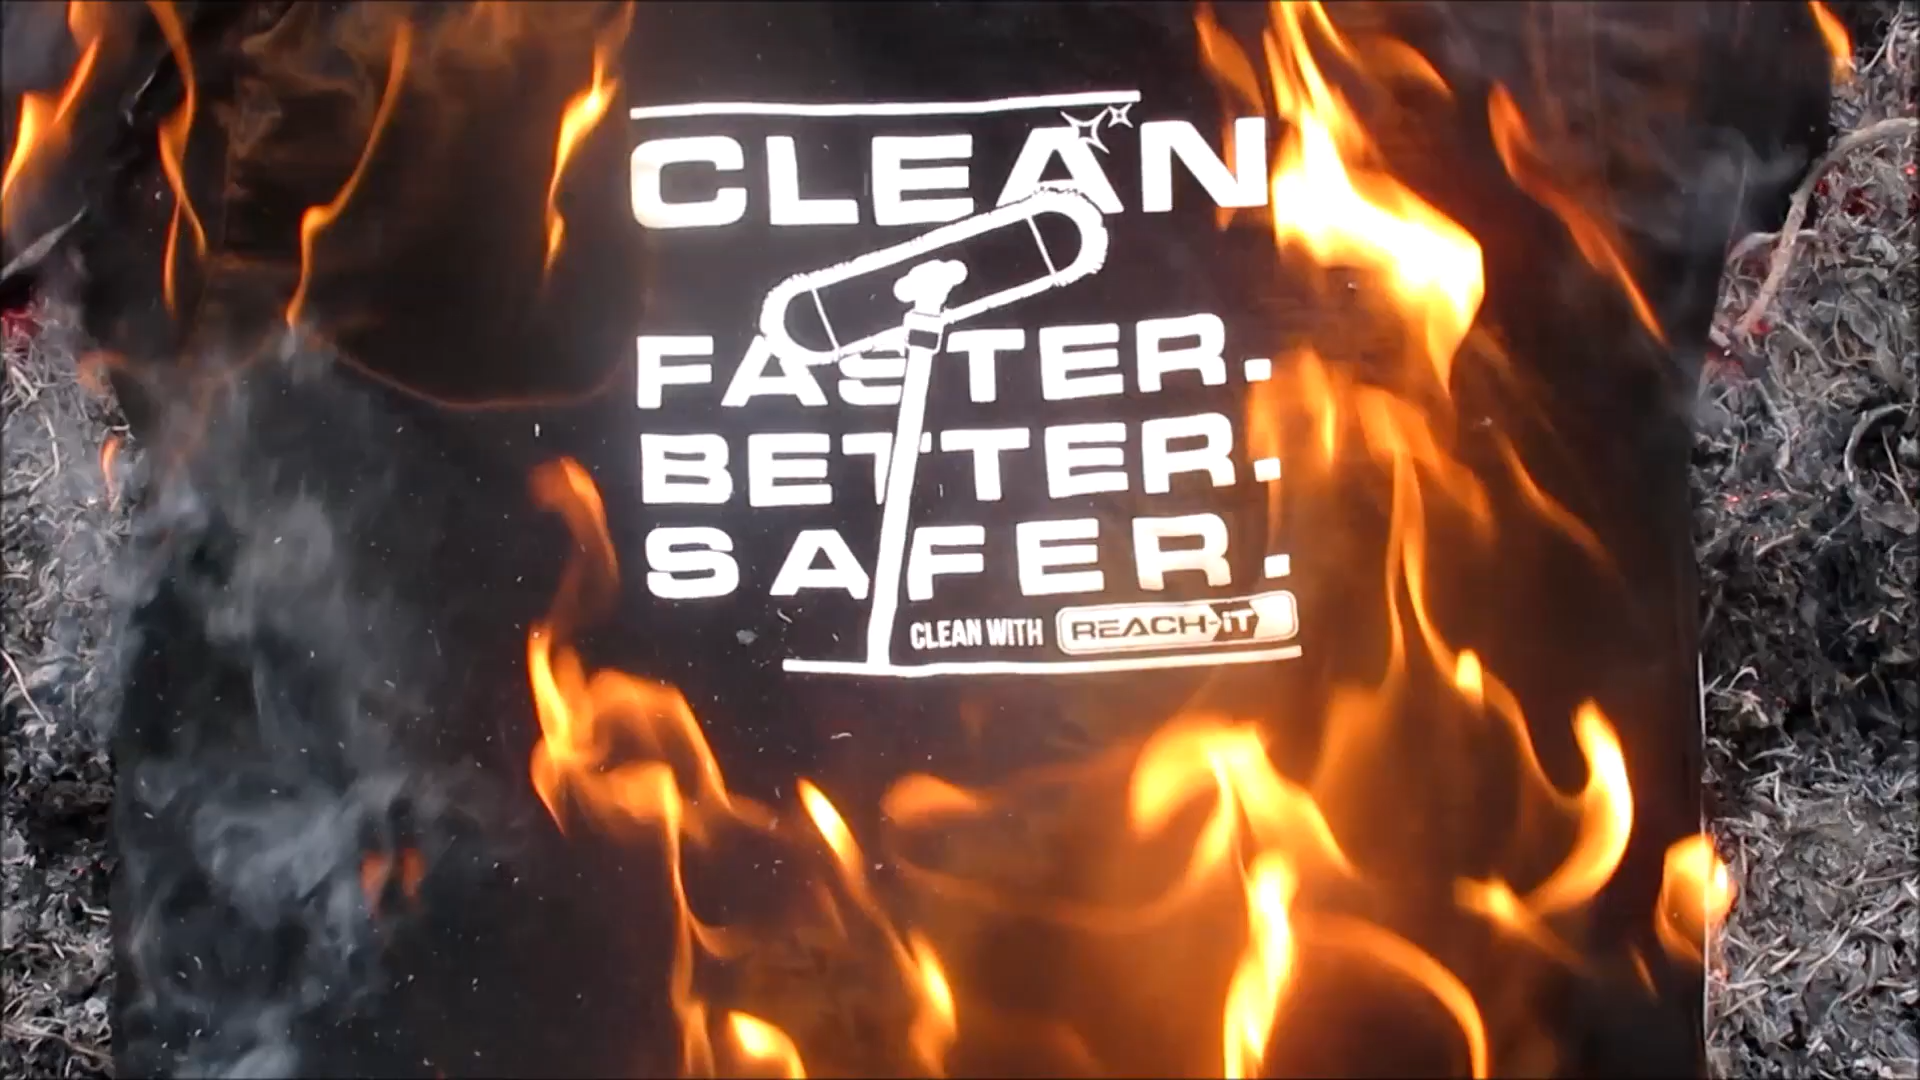 CLEAN
FASTER.
BETTER.
SAFER.
CLEAN WITH REACH-iT